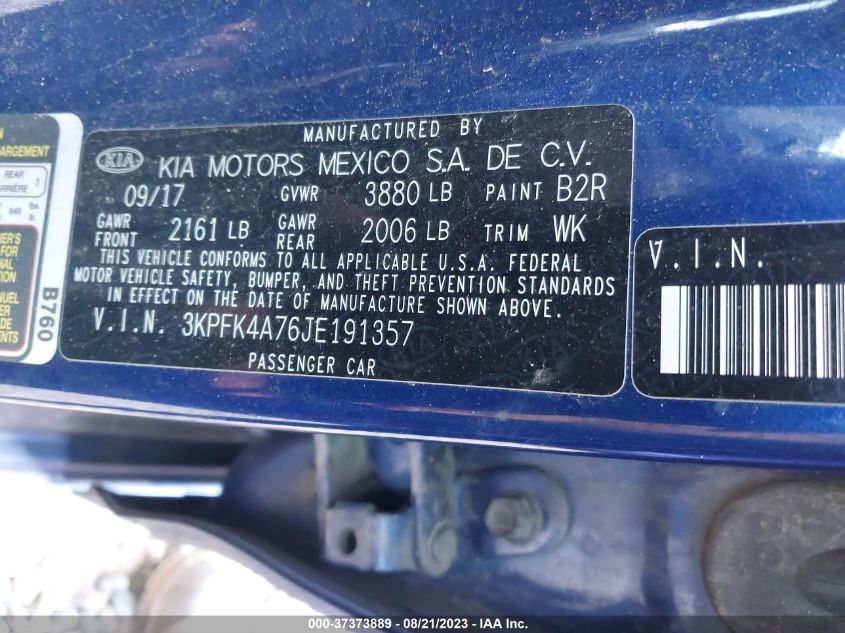 MANUFACTURED BY
KIA KIA MOTORS MEXICO S.A. DE C.V.
09/17 GVWR 3880 LB PAINT B2R
GAWR FRONT 2161 LB GAWR REAR 2006 LB TRIM WK
THIS VEHICLE CONFORMS TO ALL APPLICABLE U.S.A. FEDERAL
MOTOR VEHICLE SAFETY, BUMPER, AND THEFT PREVENTION STANDARDS
IN EFFECT ON THE DATE OF MANUFACTURE SHOWN ABOVE.
V.I.N. 3KPFK4A76JE191357
PASSENGER CAR
V.I.N.
REAR
3
B760
000-37373889 - 08/21/2023 - IAAI.com.